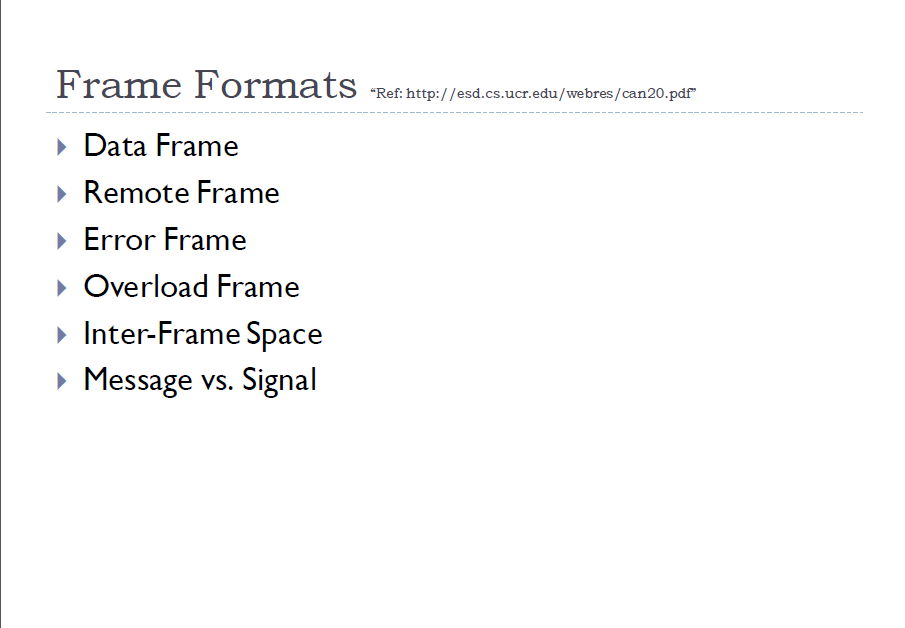 Frame Formats “Ref: http://esd.cs.ucr.edu/webres/can20.pdf”
Data Frame
Remote Frame
Error Frame
Overload Frame
Inter-Frame Space
Message vs. Signal